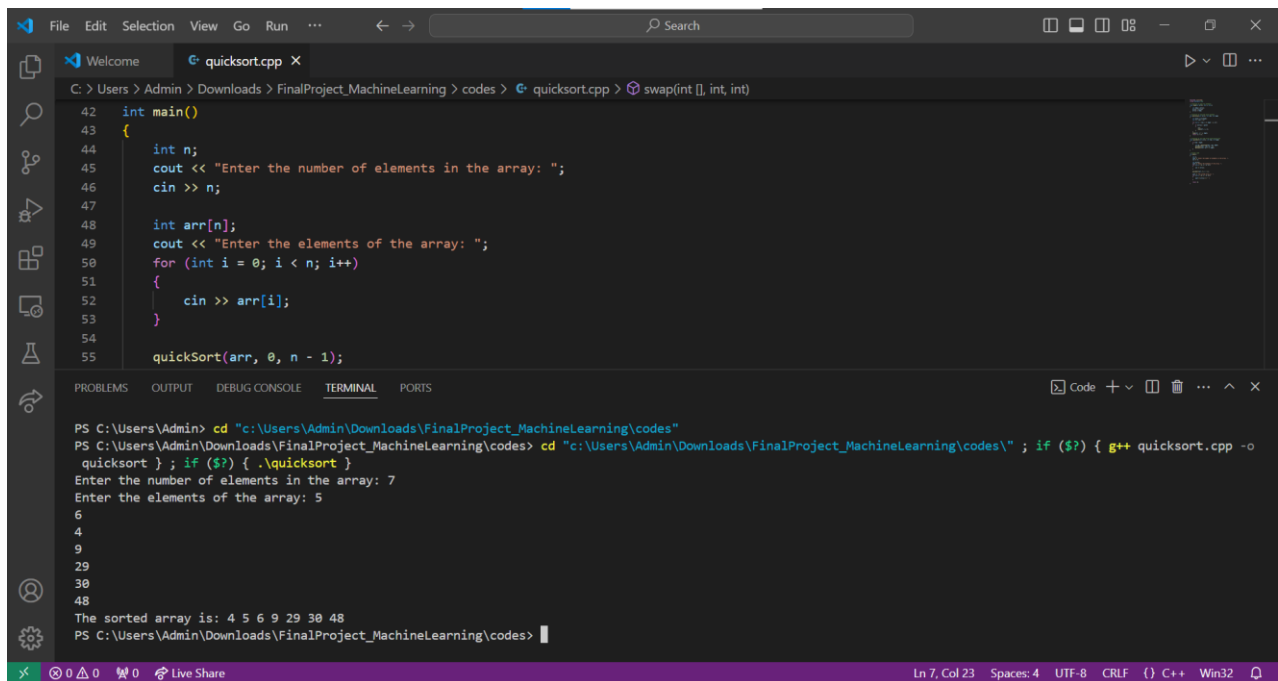 File Edit Selection View Go Run ··· ← → Search
Welcome quicksort.cpp ×
C: > Users > Admin > Downloads > FinalProject_MachineLearning > codes > quicksort.cpp > swap(int [], int, int)
42 int main()
43 {
44 int n;
45 cout << "Enter the number of elements in the array: ";
46 cin >> n;
47
48 int arr[n];
49 cout << "Enter the elements of the array: ";
50 for (int i = 0; i < n; i++)
51 {
52 cin >> arr[i];
53 }
54
55 quickSort(arr, 0, n - 1);
PROBLEMS OUTPUT DEBUG CONSOLE TERMINAL PORTS Code
PS C:\Users\Admin> cd "c:\Users\Admin\Downloads\FinalProject_MachineLearning\codes"
PS C:\Users\Admin\Downloads\FinalProject_MachineLearning\codes> cd "c:\Users\Admin\Downloads\FinalProject_MachineLearning\codes\" ; if ($?) { g++ quicksort.cpp -o
quicksort } ; if ($?) { .\quicksort }
Enter the number of elements in the array: 7
Enter the elements of the array: 5
6
4
9
29
30
48
The sorted array is: 4 5 6 9 29 30 48
PS C:\Users\Admin\Downloads\FinalProject_MachineLearning\codes>
0 0 0 Live Share Ln 7, Col 23 Spaces: 4 UTF-8 CRLF {} C++ Win32